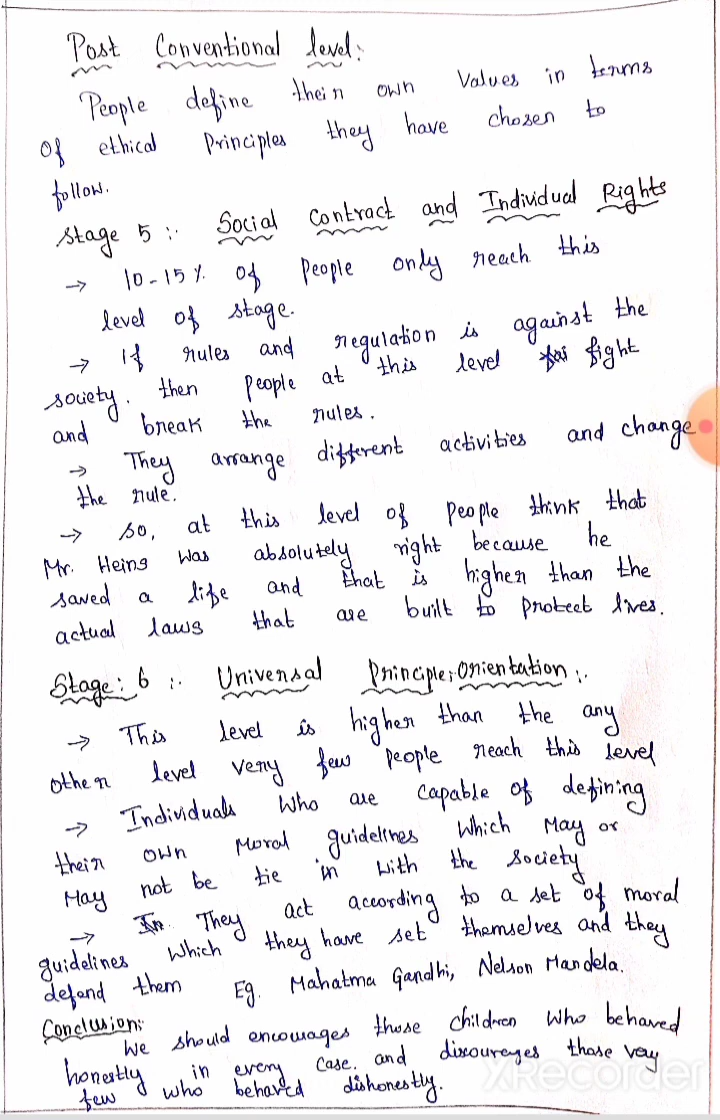 Post Conventional level:
People define their own Values in terms
of ethical Principles they have chosen to
follow.
Stage 5 :- Social Contract and Individual Rights
→ 10-15% of People only reach this
level of stage.
→ If rules and regulation is against the
society. then people at this level fight
and break the rules.
→ They arrange different activities and change
the rule.
→ so, at this level of people think that
Mr. Heins was absolutely right because he
saved a life and that is higher than the
actual laws that are built to protect lives.
Stage: 6 :- Universal Principle; Orientation :-
→ This level is higher than the any
other level very few people reach this level
→ Individuals Who are capable of defining
their own moral guidelines Which May or
May not be tie in with the society
→ In They act according to a set of moral
guidelines Which they have set themselves and they
defend them Eg. Mahatma Gandhi, Nelson Mandela.
Conclusion:
We should encourages those children who behaved
honestly in every case. and discoureges those very
few who behaved dishonestly.
XRecorder